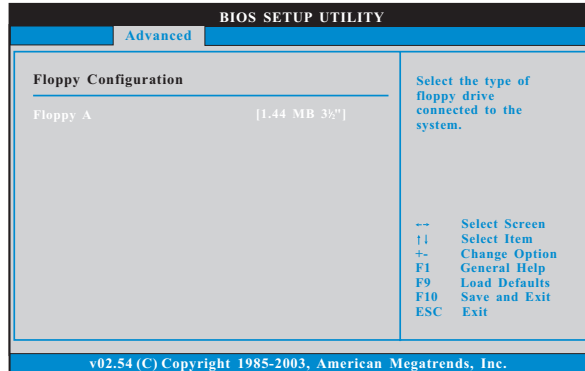 BIOS SETUP UTILITY
Advanced
Floppy Configuration
Floppy A [1.44 MB 3½"]
Select the type of
floppy drive
connected to the
system.
←→ Select Screen
↑↓ Select Item
+- Change Option
F1 General Help
F9 Load Defaults
F10 Save and Exit
ESC Exit
v02.54 (C) Copyright 1985-2003, American Megatrends, Inc.